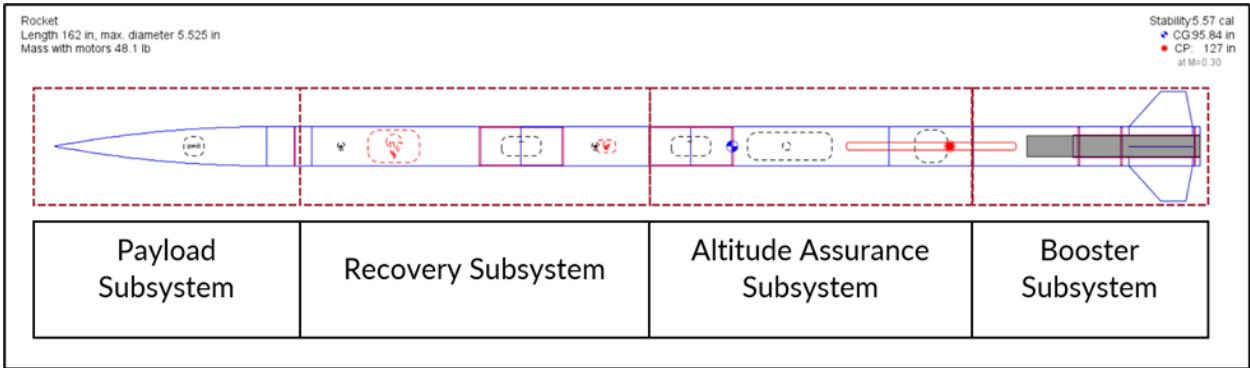 Rocket
Length 162 in, max. diameter 5.525 in
Mass with motors 48.1 lb
Stability:5.57 cal
CG:95.84 in
CP: 127 in
at M=0.30
Payload
Subsystem
Recovery Subsystem
Altitude Assurance
Subsystem
Booster
Subsystem